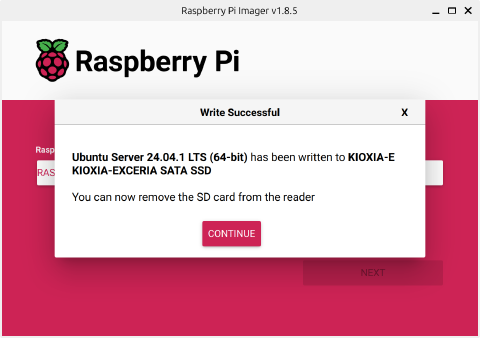 Raspberry Pi Imager v1.8.5
Raspberry Pi
Write Successful
X
Rasp
Ubuntu Server 24.04.1 LTS (64-bit) has been written to KIOXIA-E
RAS
KIOXIA-EXCERIA SATA SSD
You can now remove the SD card from the reader
CONTINUE
NEXT